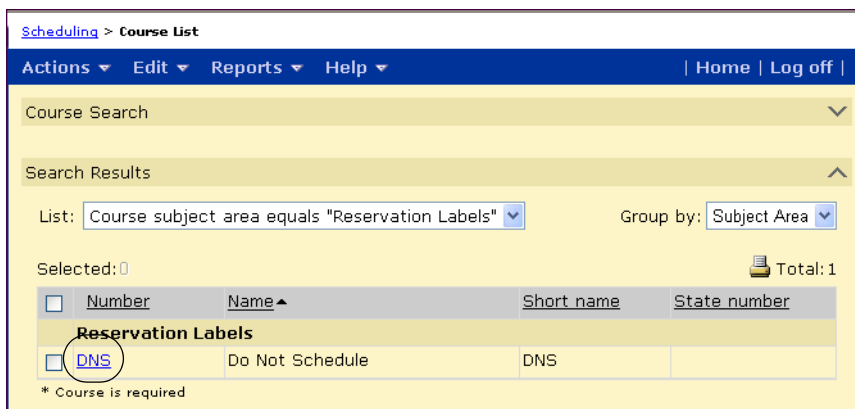 Scheduling > Course List
Actions Edit Reports Help | Home | Log off |
Course Search
Search Results
List: Course subject area equals "Reservation Labels" Group by: Subject Area
Selected: 0 Total: 1
Number Name Short name State number
Reservation Labels
DNS Do Not Schedule DNS
* Course is required